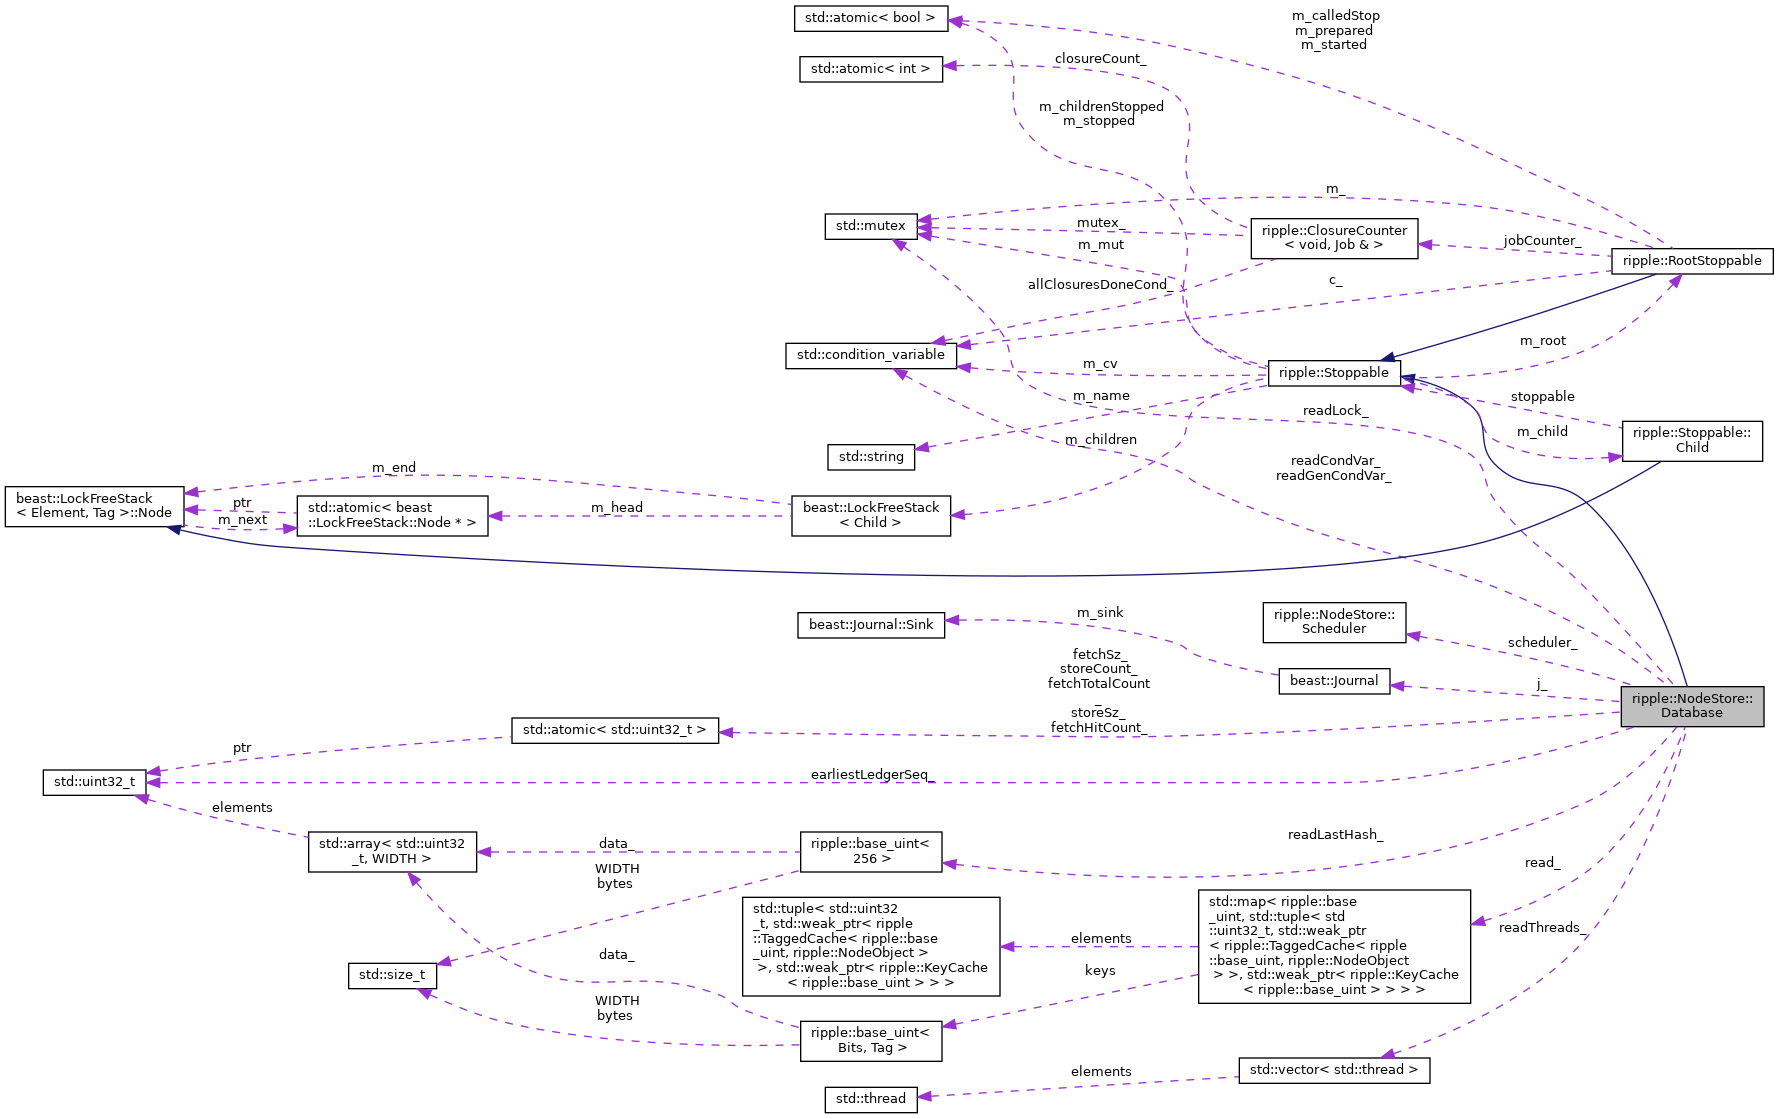 std::atomic< bool >
m_calledStop
m_prepared
m_started
closureCount_
std::atomic< int >
m_childrenStopped
m_stopped
m_
std::mutex
mutex_
m_mut
ripple::ClosureCounter
< void, Job & >
jobCounter_
ripple::RootStoppable
allClosuresDoneCond_
c_
std::condition_variable
m_cv
ripple::Stoppable
m_root
m_name
readLock_
stoppable
m_children
m_child
ripple::Stoppable::
Child
std::string
readCondVar_
readGenCondVar_
m_end
beast::LockFreeStack
< Element, Tag >::Node
ptr
m_next
std::atomic< beast
::LockFreeStack::Node * >
m_head
beast::LockFreeStack
< Child >
beast::Journal::Sink
m_sink
ripple::NodeStore::
Scheduler
scheduler_
fetchSz_
storeCount_
fetchTotalCount
_
storeSz_
fetchHitCount_
beast::Journal
j_
ripple::NodeStore::
Database
std::atomic< std::uint32_t >
ptr
std::uint32_t
earliestLedgerSeq_
elements
std::array< std::uint32
_t, WIDTH >
data_
WIDTH
bytes
ripple::base_uint<
256 >
readLastHash_
read_
std::tuple< std::uint32
_t, std::weak_ptr< ripple
::TaggedCache< ripple::base
_uint, ripple::NodeObject >
>, std::weak_ptr< ripple::KeyCache
< ripple::base_uint > > >
elements
keys
std::map< ripple::base
_uint, std::tuple< std
::uint32_t, std::weak_ptr
< ripple::TaggedCache< ripple
::base_uint, ripple::NodeObject
> >, std::weak_ptr< ripple::KeyCache
< ripple::base_uint > > > >
readThreads_
data_
std::size_t
WIDTH
bytes
ripple::base_uint<
Bits, Tag >
std::vector< std::thread >
elements
std::thread